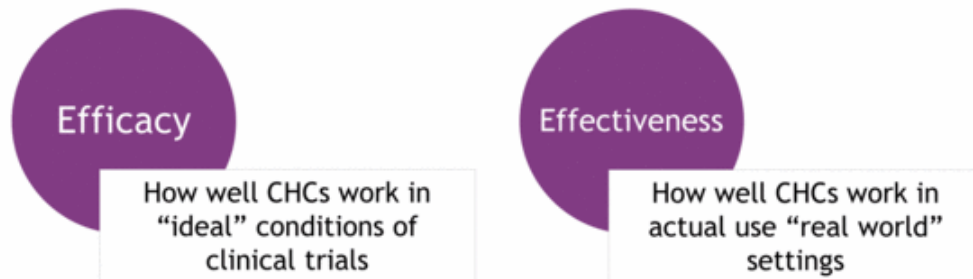 Efficacy
How well CHCs work in
“ideal” conditions of
clinical trials
Effectiveness
How well CHCs work in
actual use “real world”
settings